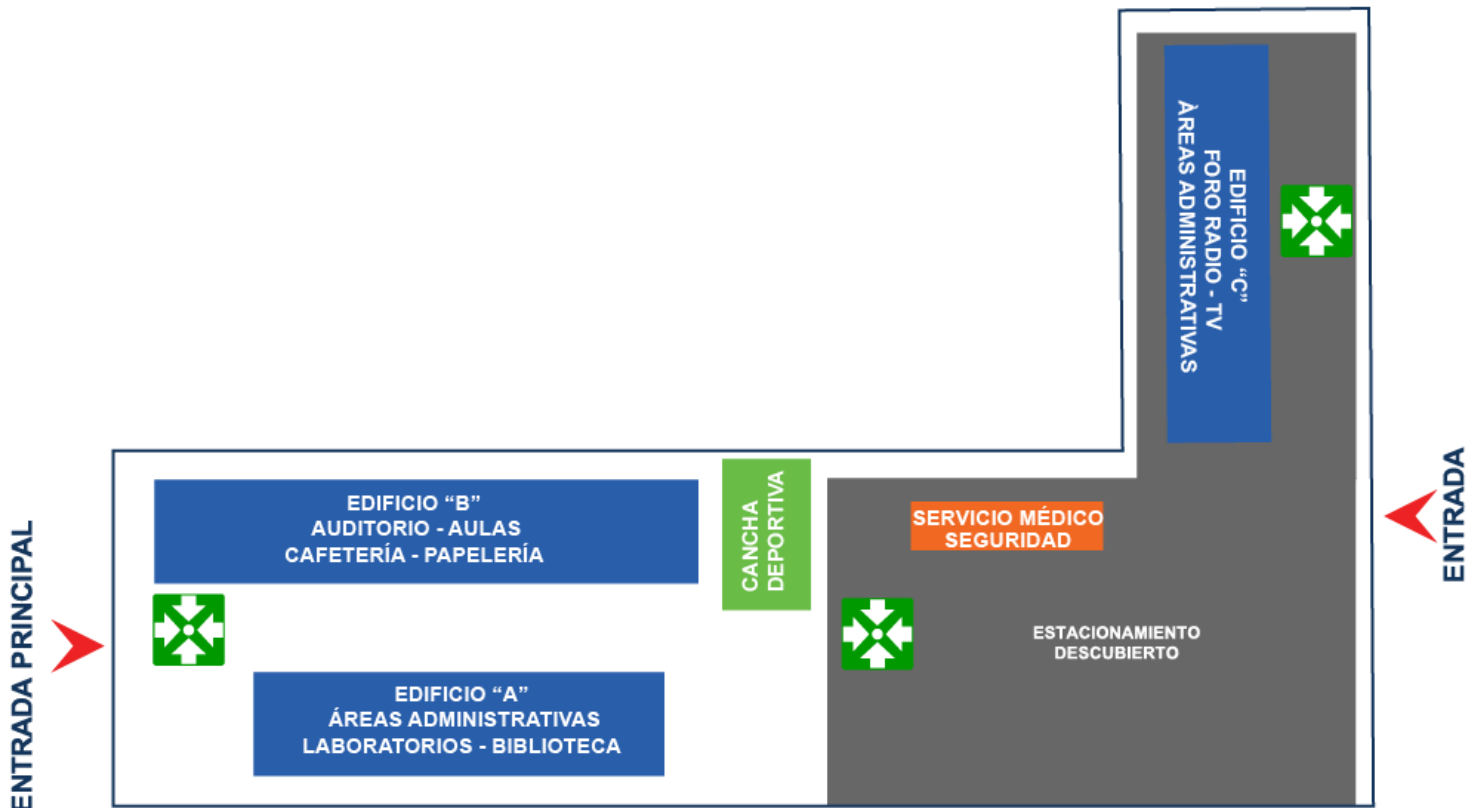 ENTRADA PRINCIPAL
EDIFICIO “B”
AUDITORIO - AULAS
CAFETERÍA - PAPELERÍA
EDIFICIO “A”
ÁREAS ADMINISTRATIVAS
LABORATORIOS - BIBLIOTECA
CANCHA
DEPORTIVA
SERVICIO MÉDICO
SEGURIDAD
ESTACIONAMIENTO
DESCUBIERTO
EDIFICIO “C”
FORO RADIO - TV
ÀREAS ADMINISTRATIVAS
ENTRADA